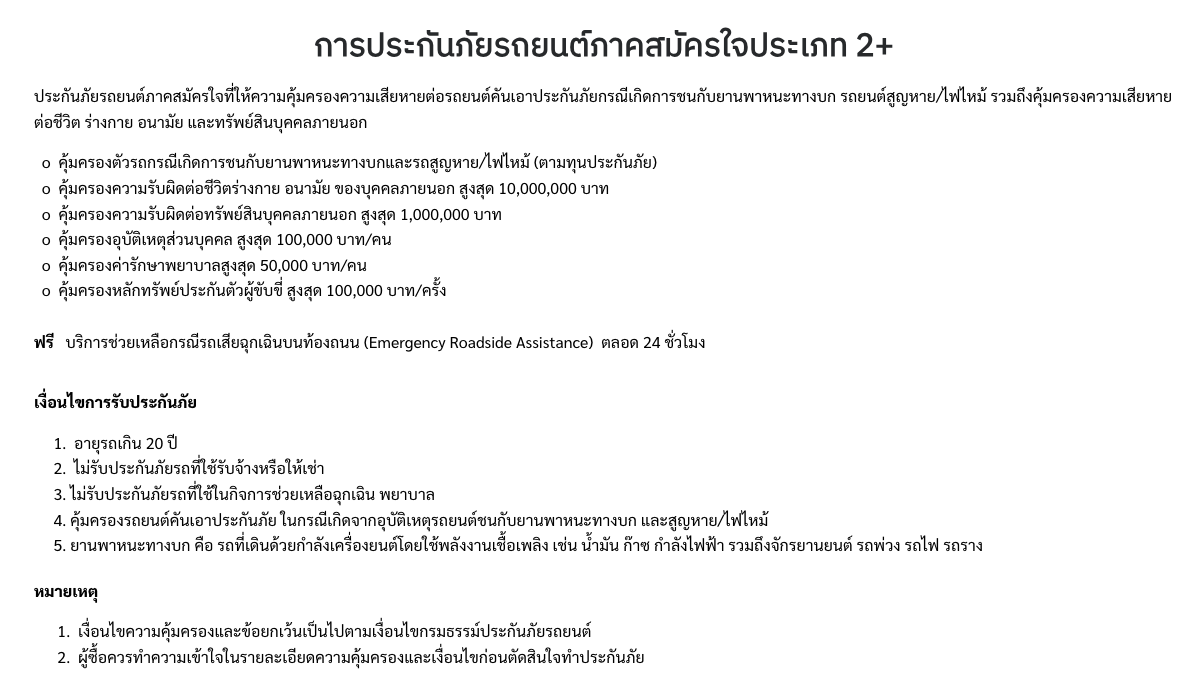 การประกันภัยรถยนต์ภาคสมัครใจประเภท 2+
ประกันภัยรถยนต์ภาคสมัครใจที่ให้ความคุ้มครองความเสียหายต่อรถยนต์คันเอาประกันภัยกรณีเกิดการชนกับยานพาหนะทางบก รถยนต์สูญหาย/ไฟไหม้ รวมถึงคุ้มครองความเสียหาย
ต่อชีวิต ร่างกาย อนามัย และทรัพย์สินบุคคลภายนอก
o คุ้มครองตัวรถกรณีเกิดการชนกับยานพาหนะทางบกและรถสูญหาย/ไฟไหม้ (ตามทุนประกันภัย)
o คุ้มครองความรับผิดต่อชีวิตร่างกาย อนามัย ของบุคคลภายนอก สูงสุด 10,000,000 บาท
o คุ้มครองความรับผิดต่อทรัพย์สินบุคคลภายนอก สูงสุด 1,000,000 บาท
o คุ้มครองอุบัติเหตุส่วนบุคคล สูงสุด 100,000 บาท/คน
o คุ้มครองค่ารักษาพยาบาลสูงสุด 50,000 บาท/คน
o คุ้มครองหลักทรัพย์ประกันตัวผู้ขับขี่ สูงสุด 100,000 บาท/ครั้ง
ฟรี บริการช่วยเหลือกรณีรถเสียฉุกเฉินบนท้องถนน (Emergency Roadside Assistance) ตลอด 24 ชั่วโมง
เงื่อนไขการรับประกันภัย
1. อายุรถเกิน 20 ปี
2. ไม่รับประกันภัยรถที่ใช้รับจ้างหรือให้เช่า
3. ไม่รับประกันภัยรถที่ใช้ในกิจการช่วยเหลือฉุกเฉิน พยาบาล
4. คุ้มครองรถยนต์คันเอาประกันภัย ในกรณีเกิดจากอุบัติเหตุรถยนต์ชนกับยานพาหนะทางบก และสูญหาย/ไฟไหม้
5. ยานพาหนะทางบก คือ รถที่เดินด้วยกำลังเครื่องยนต์โดยใช้พลังงานเชื้อเพลิง เช่น น้ำมัน ก๊าซ กำลังไฟฟ้า รวมถึงจักรยานยนต์ รถพ่วง รถไฟ รถราง
หมายเหตุ
1. เงื่อนไขความคุ้มครองและข้อยกเว้นเป็นไปตามเงื่อนไขกรมธรรม์ประกันภัยรถยนต์
2. ผู้ซื้อควรทำความเข้าใจในรายละเอียดความคุ้มครองและเงื่อนไขก่อนตัดสินใจทำประกันภัย